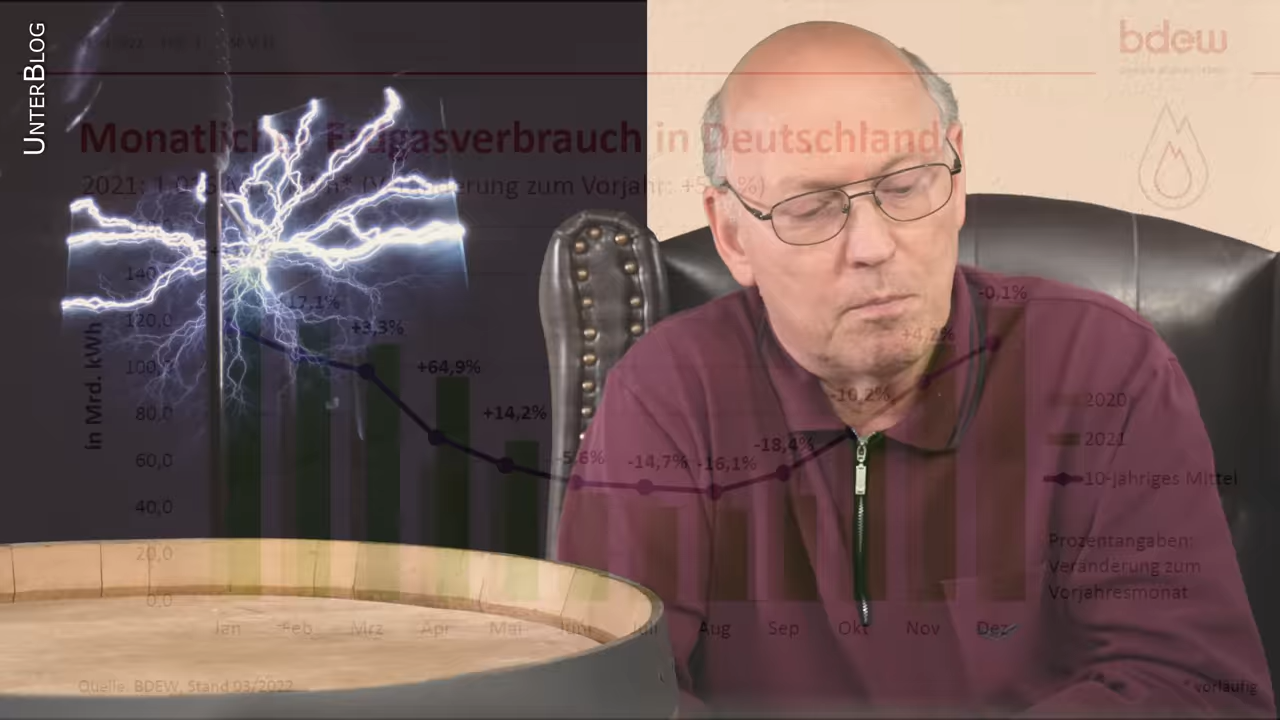 UNTERBLOG
bdew
Monatlicher Erdgasverbrauch in Deutschland
in Mrd. kWh
140,0
120,0
100,0
80,0
60,0
40,0
20,0
0,0
17,1%
+3,3%
+64,9%
+14,2%
-5,6%
-14,7%
-16,1%
-18,4%
-10,2%
+4,2%
-0,1%
2020
2021
10-jähriges Mittel
Prozentangaben:
Veränderung zum
Vorjahresmonat
Jan Feb Mrz Apr Mai Juni Juli Aug Sep Okt Nov Dez
Quelle: BDEW, Stand 03/2022
* vorläufig